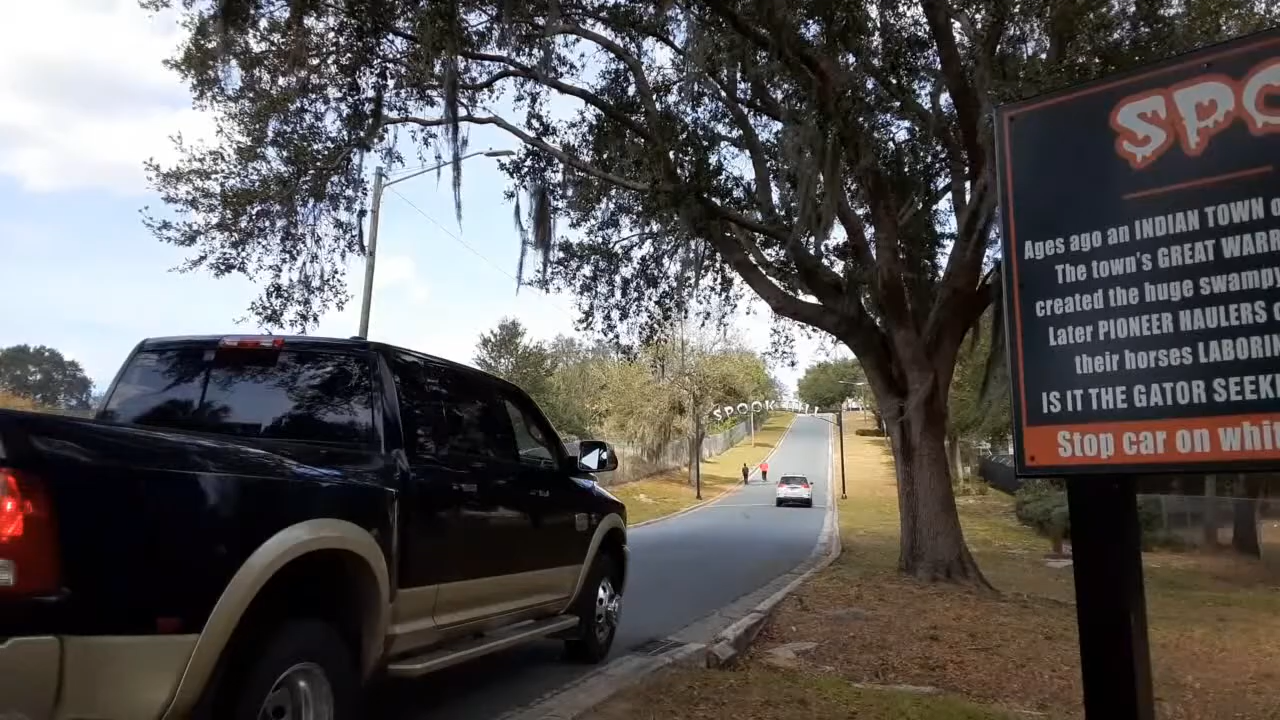 SPOOK HILL
SPO
Ages ago an INDIAN TOWN
The town's GREAT WARR
created the huge swampy
Later PIONEER HAULERS
their horses LABORIN
IS IT THE GATOR SEEK
Stop car on whi